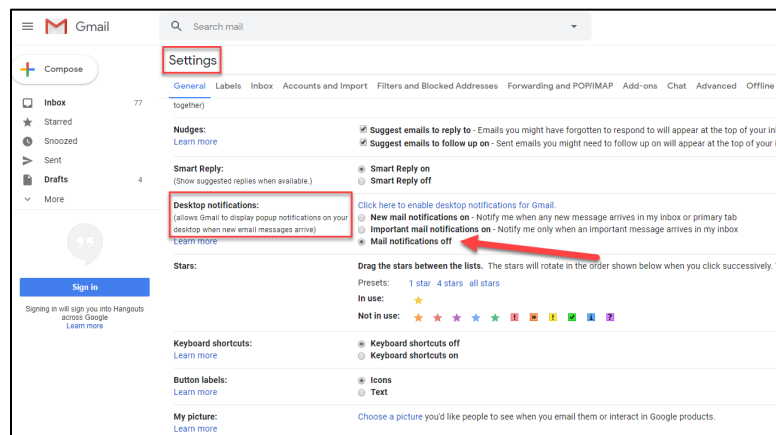 Gmail
Search mail
Compose
Settings
General Labels Inbox Accounts and Import Filters and Blocked Addresses Forwarding and POP/IMAP Add-ons Chat Advanced Offline
Inbox 77
Starred
Snoozed
Sent
Drafts 4
More
Sign in
Signing in will sign you into Hangouts
across Google
Learn more
together)
Nudges:
Learn more
Suggest emails to reply to - Emails you might have forgotten to respond to will appear at the top of your
Suggest emails to follow up on - Sent emails you might need to follow up on will appear at the top of your
Smart Reply:
(Show suggested replies when available.)
Smart Reply on
Smart Reply off
Desktop notifications:
(allows Gmail to display popup notifications on your
desktop when new email messages arrive)
Learn more
Click here to enable desktop notifications for Gmail.
New mail notifications on - Notify me when any new message arrives in my inbox or primary tab
Important mail notifications on - Notify me only when an important message arrives in my inbox
Mail notifications off
Stars:
Drag the stars between the lists. The stars will rotate in the order shown below when you click successively.
Presets: 1 star 4 stars all stars
In use:
Not in use:
Keyboard shortcuts:
Learn more
Keyboard shortcuts off
Keyboard shortcuts on
Button labels:
Learn more
Icons
Text
My picture:
Learn more
Choose a picture you'd like people to see when you email them or interact in Google products.